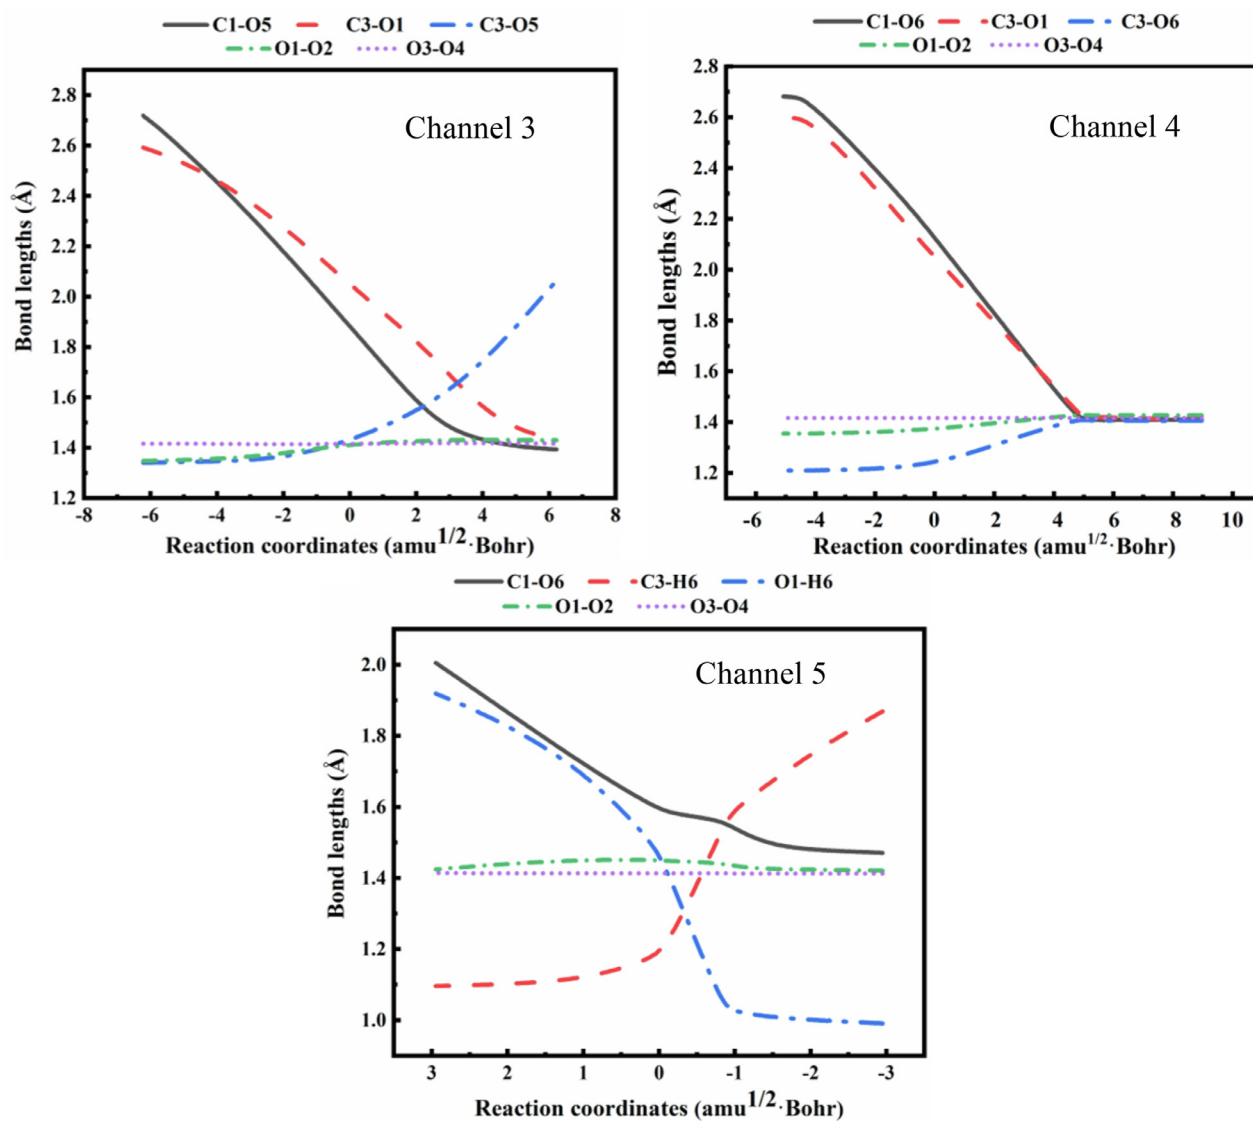 C1-O5 C3-O1 C3-O5
O1-O2 O3-O4
Channel 3
Bond lengths (Å)
2.8
2.6
2.4
2.2
2.0
1.8
1.6
1.4
1.2
-8 -6 -4 -2 0 2 4 6 8
Reaction coordinates (amu1/2·Bohr)
C1-O6 C3-O1 C3-O6
O1-O2 O3-O4
Channel 4
Bond lengths (Å)
2.8
2.6
2.4
2.2
2.0
1.8
1.6
1.4
1.2
-6 -4 -2 0 2 4 6 8 10
Reaction coordinates (amu1/2·Bohr)
C1-O6 C3-H6 O1-H6
O1-O2 O3-O4
Channel 5
Bond lengths (Å)
2.0
1.8
1.6
1.4
1.2
1.0
3 2 1 0 -1 -2 -3
Reaction coordinates (amu1/2·Bohr)